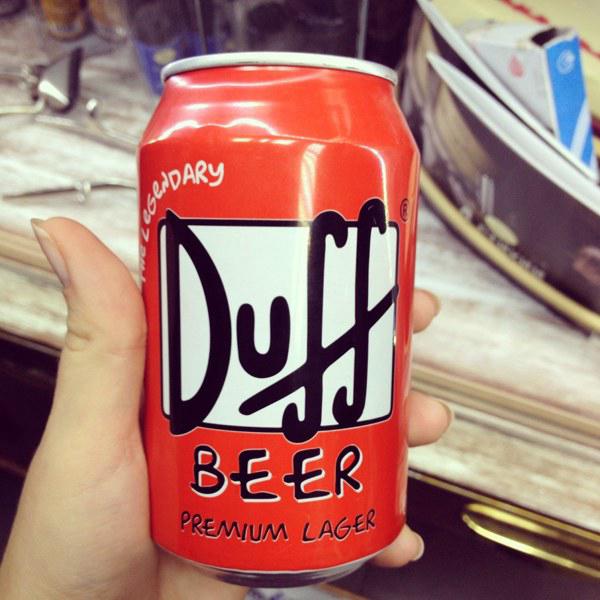 THE LEGENDARY
Duff
®
BEER
PREMIUM LAGER